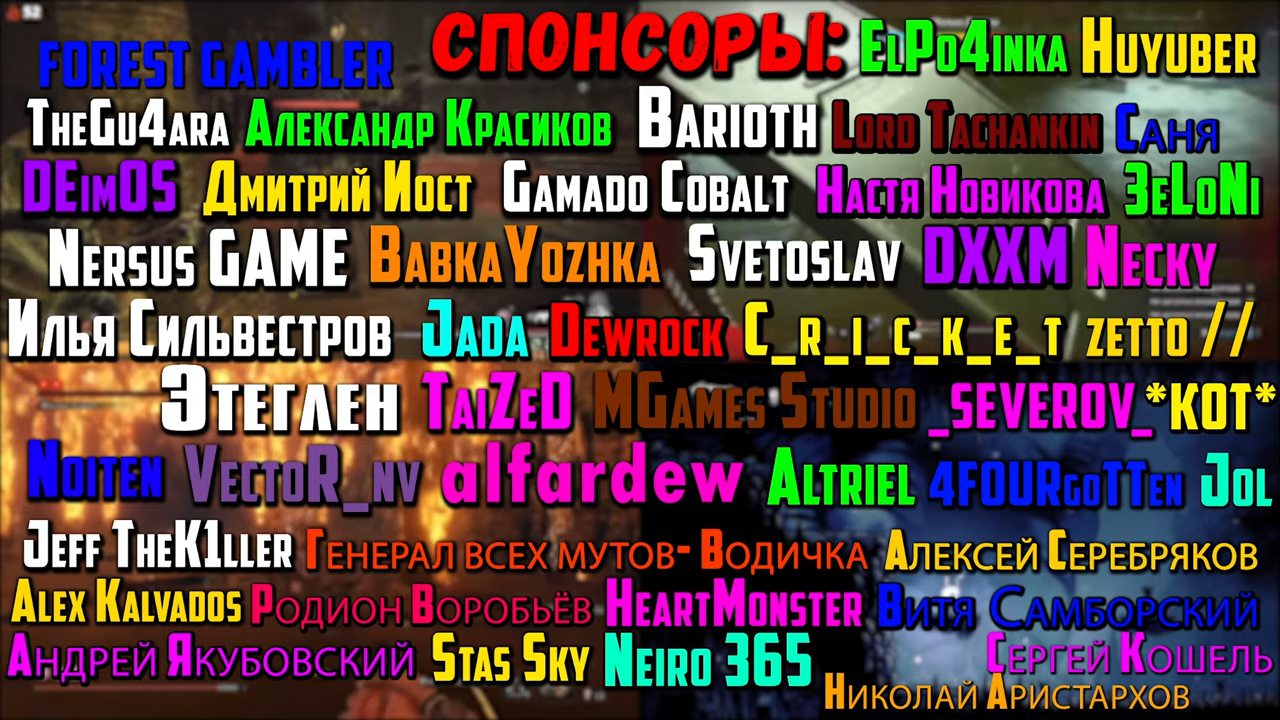 52
СПОНСОРЫ: ElPo4inka Huyuber
FOREST GAMBLER
TheGu4ara Александр Красиков Barioth Lord Tachankin Саня
DEimOS Дмитрий Иост Gamado Cobalt Настя Новикова 3eLoNi
Nersus GAME BabkaYozhka Svetoslav DXXM Necky
Илья Сильвестров Jada Dewrock C_r_i_c_k_e_t zetto //
Этеглен TaiZeD MGames Studio _SEVEROV_ *КОТ*
Noiten VectoR_nv alfardew Altriel 4FOURgoTTen Jol
Jeff TheK1ller Генерал всех мутов- Водичка Алексей Серебряков
Alex Kalvados Родион Воробьёв HeartMonster Витя Самборский
Андрей Якубовский Stas Sky Neiro 365 Сергей Кошель
Николай Аристархов